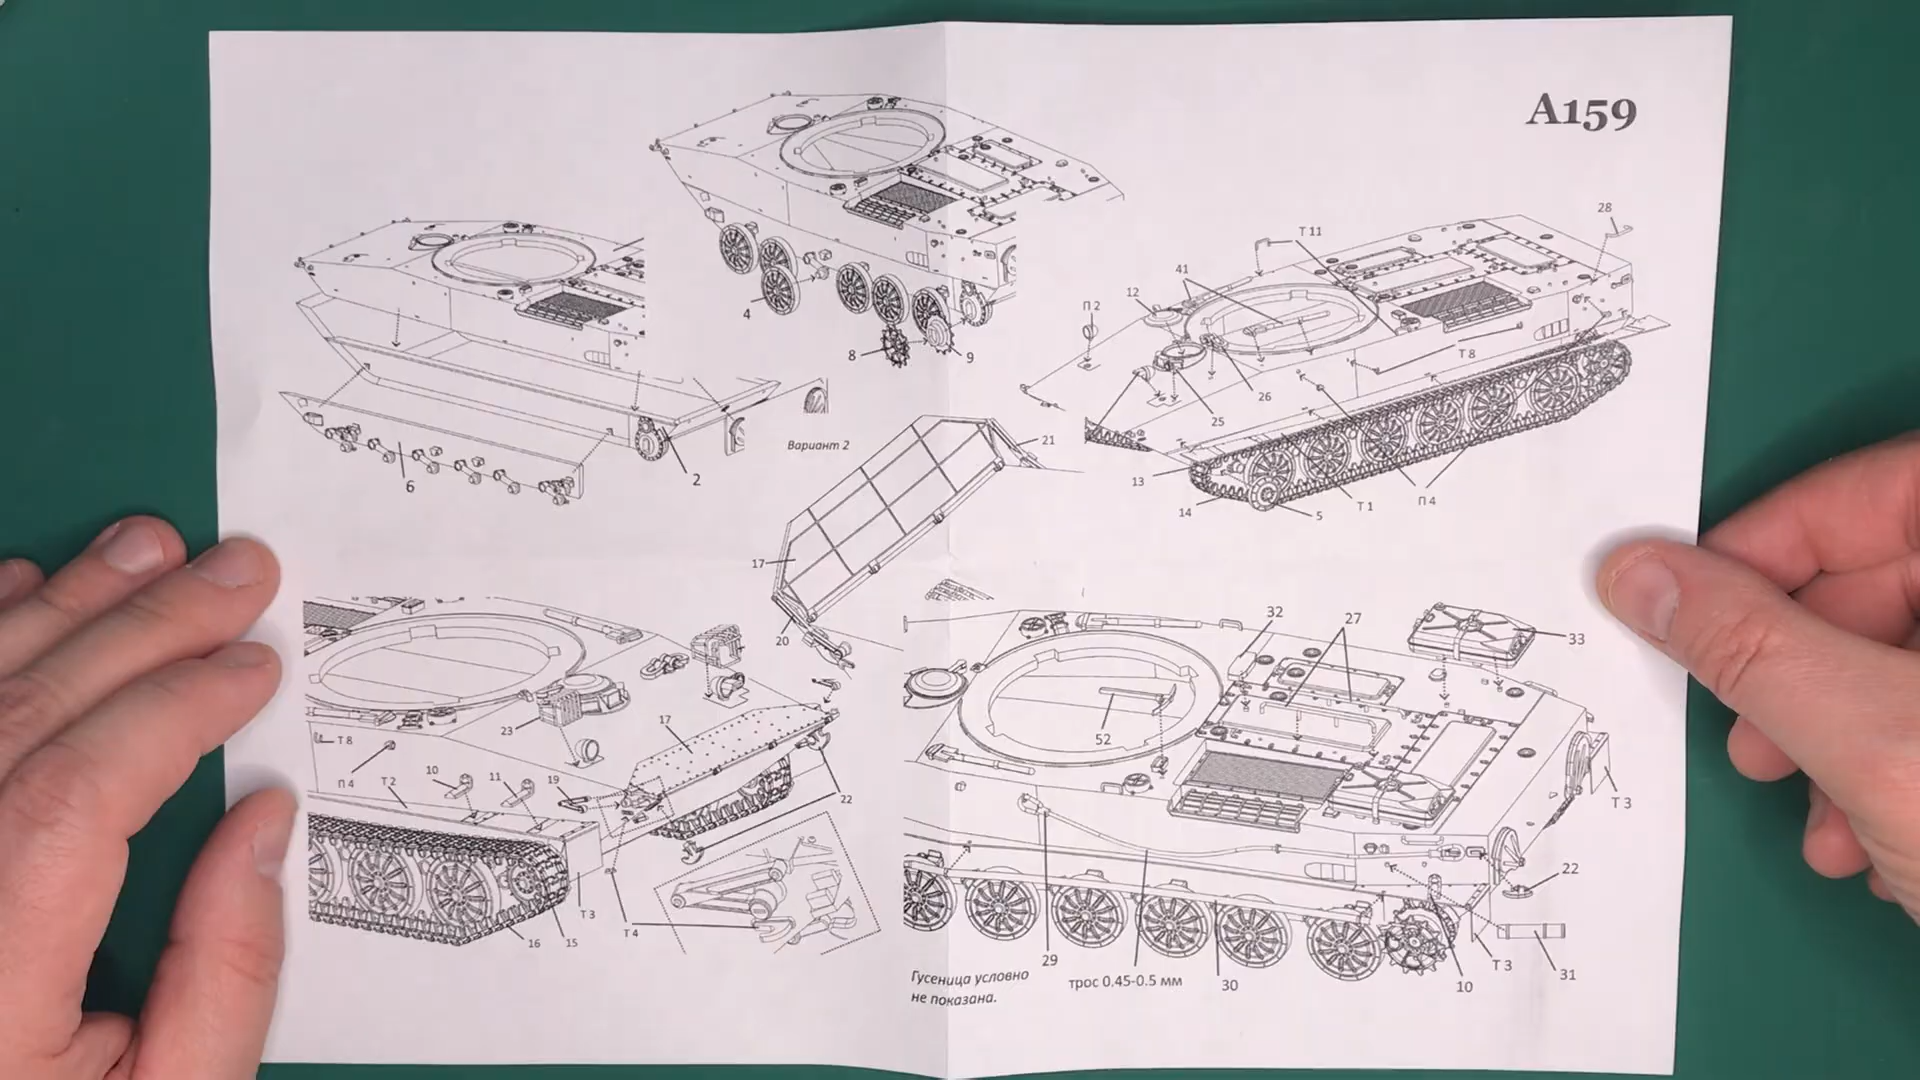 A159
4
8
9
6
2
Вариант 2
28
Т 11
41
12
П 2
Т 8
26
25
13
14
5
Т 1
П 4
21
17
20
23
Т 8
П 4
Т 2
10
11
19
17
22
Т 3
16
15
Т 4
32
27
33
52
Т 3
22
29
трос 0.45-0.5 мм
30
10
Т 3
31
Гусеница условно
не показана.